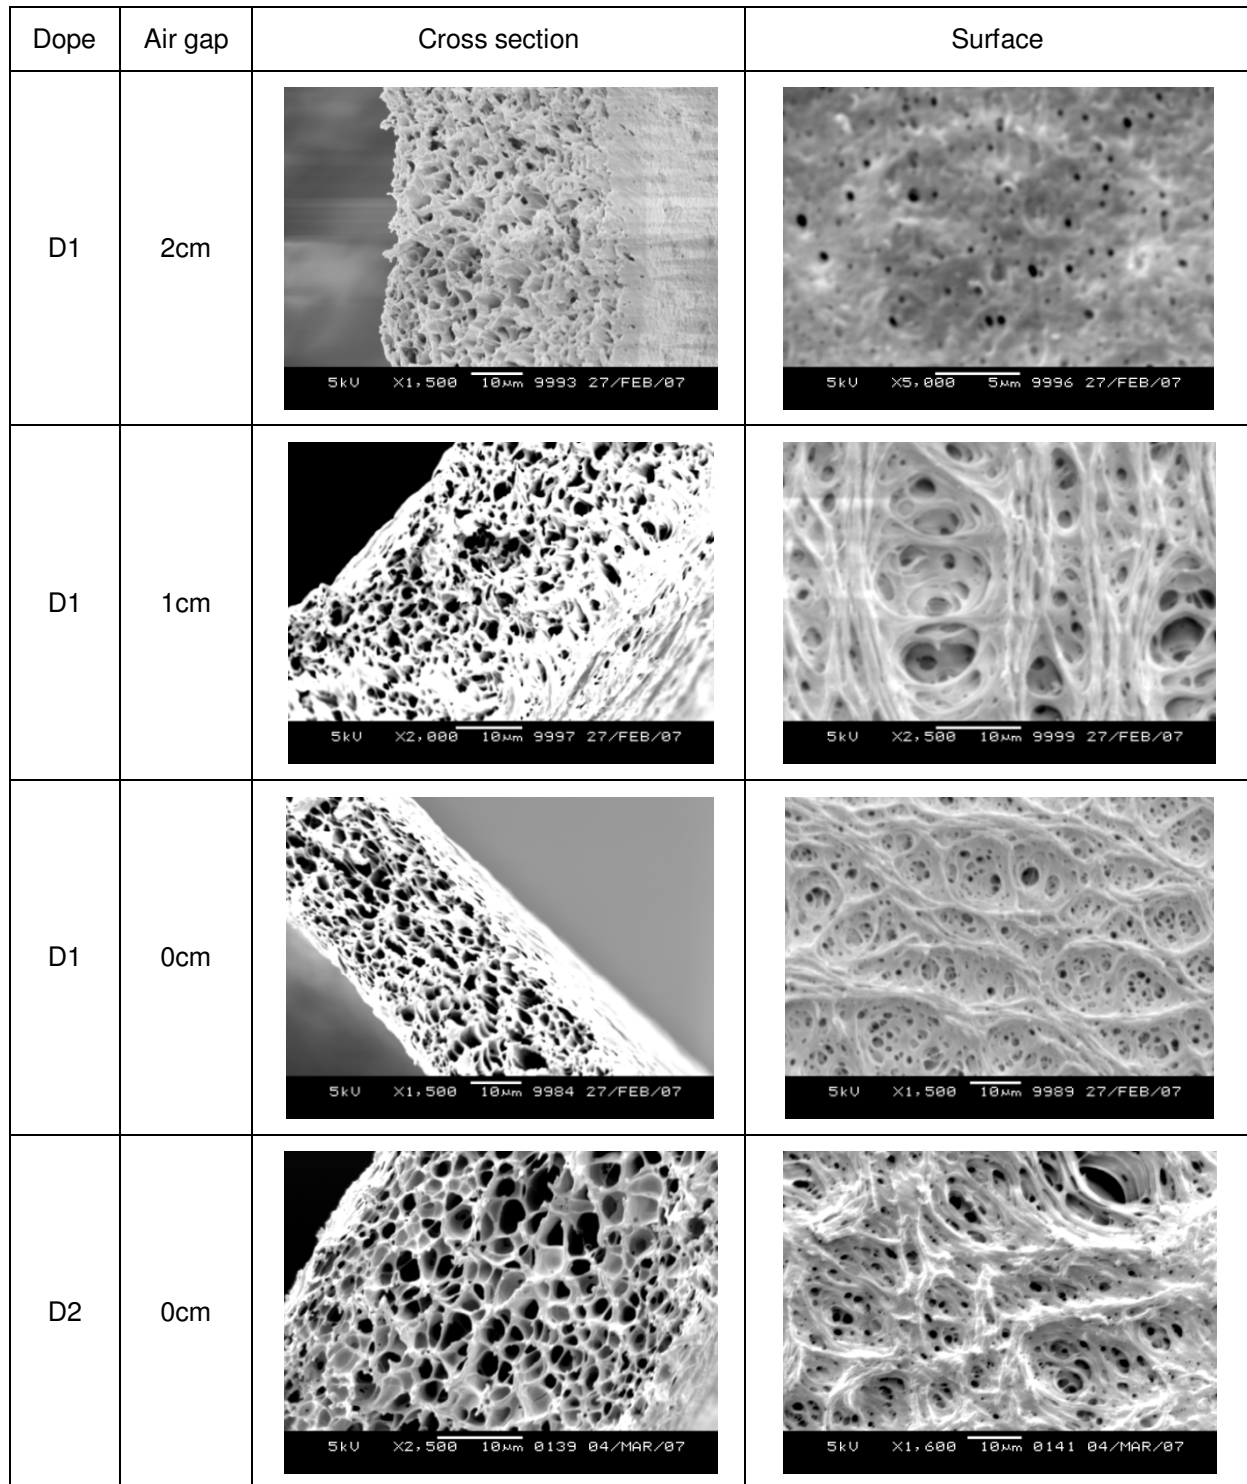 Dope Air gap Cross section Surface
D1 2cm
5kV X1,500 10µm 9993 27/FEB/07
5kV X5,000 5µm 9996 27/FEB/07
D1 1cm
5kV X2,000 10µm 9997 27/FEB/07
5kV X2,500 10µm 9999 27/FEB/07
D1 0cm
5kV X1,500 10µm 9984 27/FEB/07
5kV X1,500 10µm 9989 27/FEB/07
D2 0cm
5kV X2,500 10µm 0139 04/MAR/07
5kV X1,600 10µm 0141 04/MAR/07